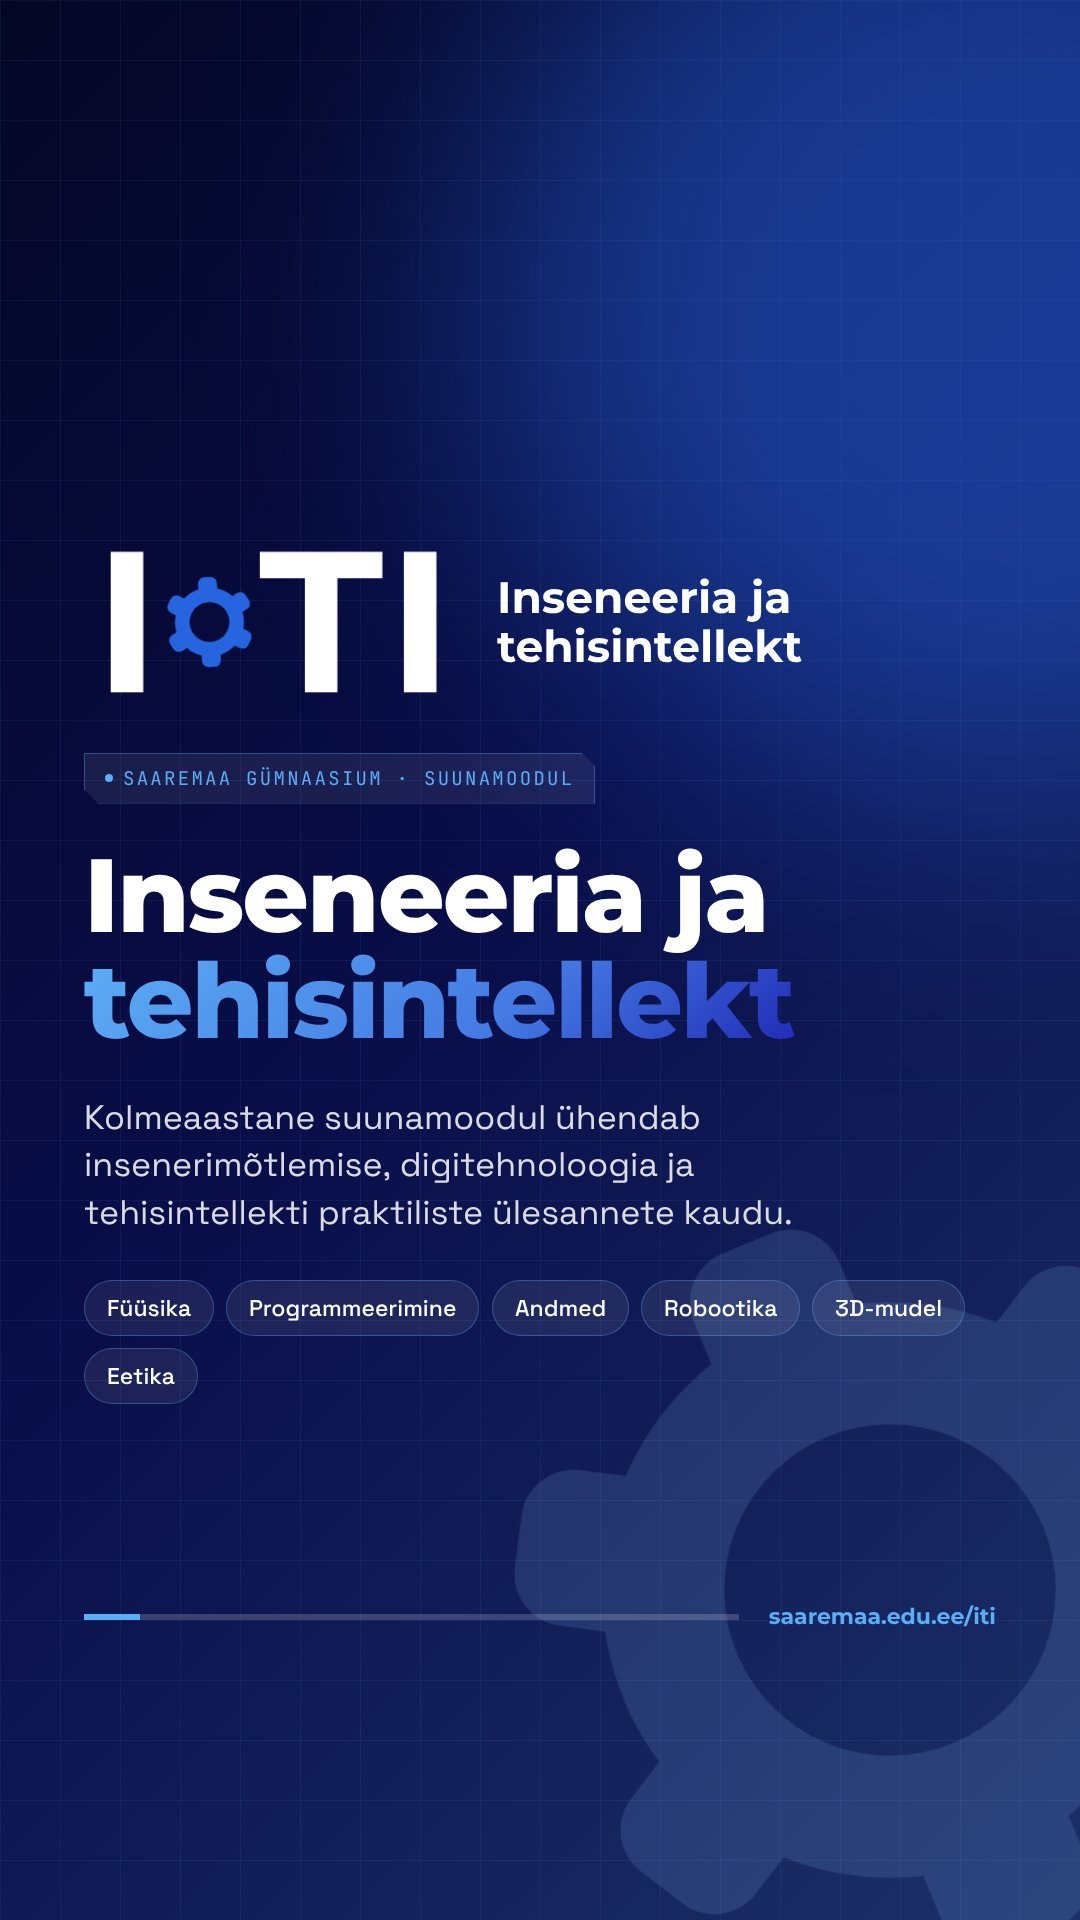 ITI
Inseneeria ja
tehisintellekt
SAAREMAA GÜMNAASIUM · SUUNAMOODUL
Inseneeria ja
tehisintellekt
Kolmeaastane suunamoodul ühendab
insenerimõtlemise, digitehnoloogia ja
tehisintellekti praktiliste ülesannete kaudu.
Füüsika Programmeerimine Andmed Robootika 3D-mudel
Eetika
saaremaa.edu.ee/iti